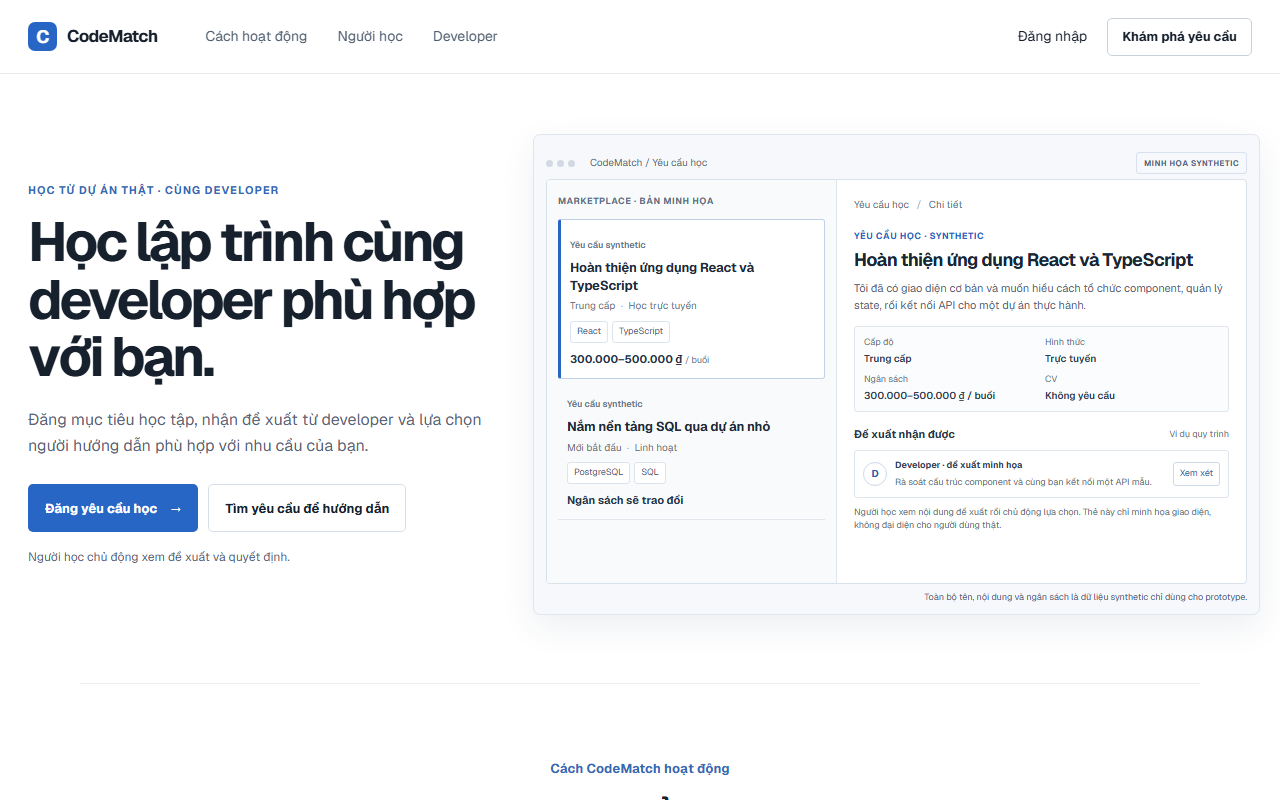 C CodeMatch
Cách hoạt động
Người học
Developer
Đăng nhập
Khám phá yêu cầu
HỌC TỪ DỰ ÁN THẬT · CÙNG DEVELOPER
Học lập trình cùng
developer phù hợp
với bạn.
Đăng mục tiêu học tập, nhận đề xuất từ developer và lựa chọn
người hướng dẫn phù hợp với nhu cầu của bạn.
Đăng yêu cầu học →
Tìm yêu cầu để hướng dẫn
Người học chủ động xem đề xuất và quyết định.
CodeMatch / Yêu cầu học
MINH HỌA SYNTHETIC
MARKETPLACE · BẢN MINH HỌA
Yêu cầu synthetic
Hoàn thiện ứng dụng React và
TypeScript
Trung cấp · Học trực tuyến
React
TypeScript
300.000–500.000 ₫ / buổi
Yêu cầu synthetic
Nắm nền tảng SQL qua dự án nhỏ
Mới bắt đầu · Linh hoạt
PostgreSQL
SQL
Ngân sách sẽ trao đổi
Yêu cầu học / Chi tiết
YÊU CẦU HỌC · SYNTHETIC
Hoàn thiện ứng dụng React và TypeScript
Tôi đã có giao diện cơ bản và muốn hiểu cách tổ chức component, quản lý
state, rồi kết nối API cho một dự án thực hành.
Cấp độ
Trung cấp
Hình thức
Trực tuyến
Ngân sách
300.000–500.000 ₫ / buổi
CV
Không yêu cầu
Đề xuất nhận được
Ví dụ quy trình
D
Developer · đề xuất minh họa
Rà soát cấu trúc component và cùng bạn kết nối một API mẫu.
Xem xét
Người học xem nội dung đề xuất rồi chủ động lựa chọn. Thẻ này chỉ minh họa giao diện,
không đại diện cho người dùng thật.
Toàn bộ tên, nội dung và ngân sách là dữ liệu synthetic chỉ dùng cho prototype.
Cách CodeMatch hoạt động